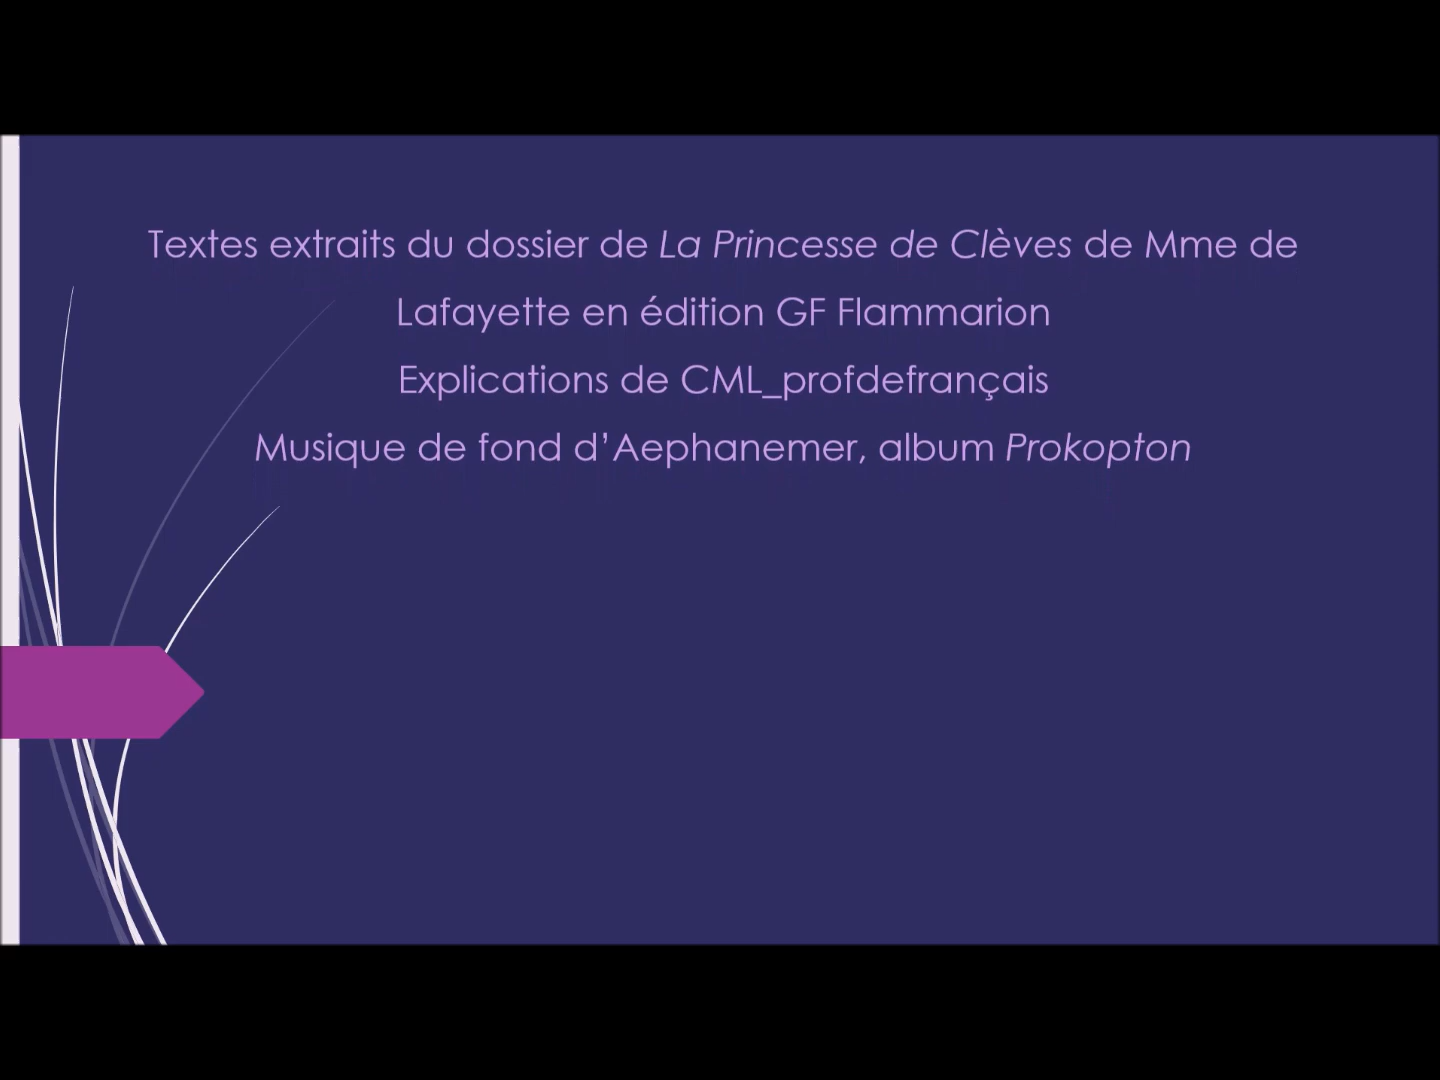 Textes extraits du dossier de La Princesse de Clèves de Mme de
Lafayette en édition GF Flammarion
Explications de CML_profdefrançais
Musique de fond d’Aephanemer, album Prokopton